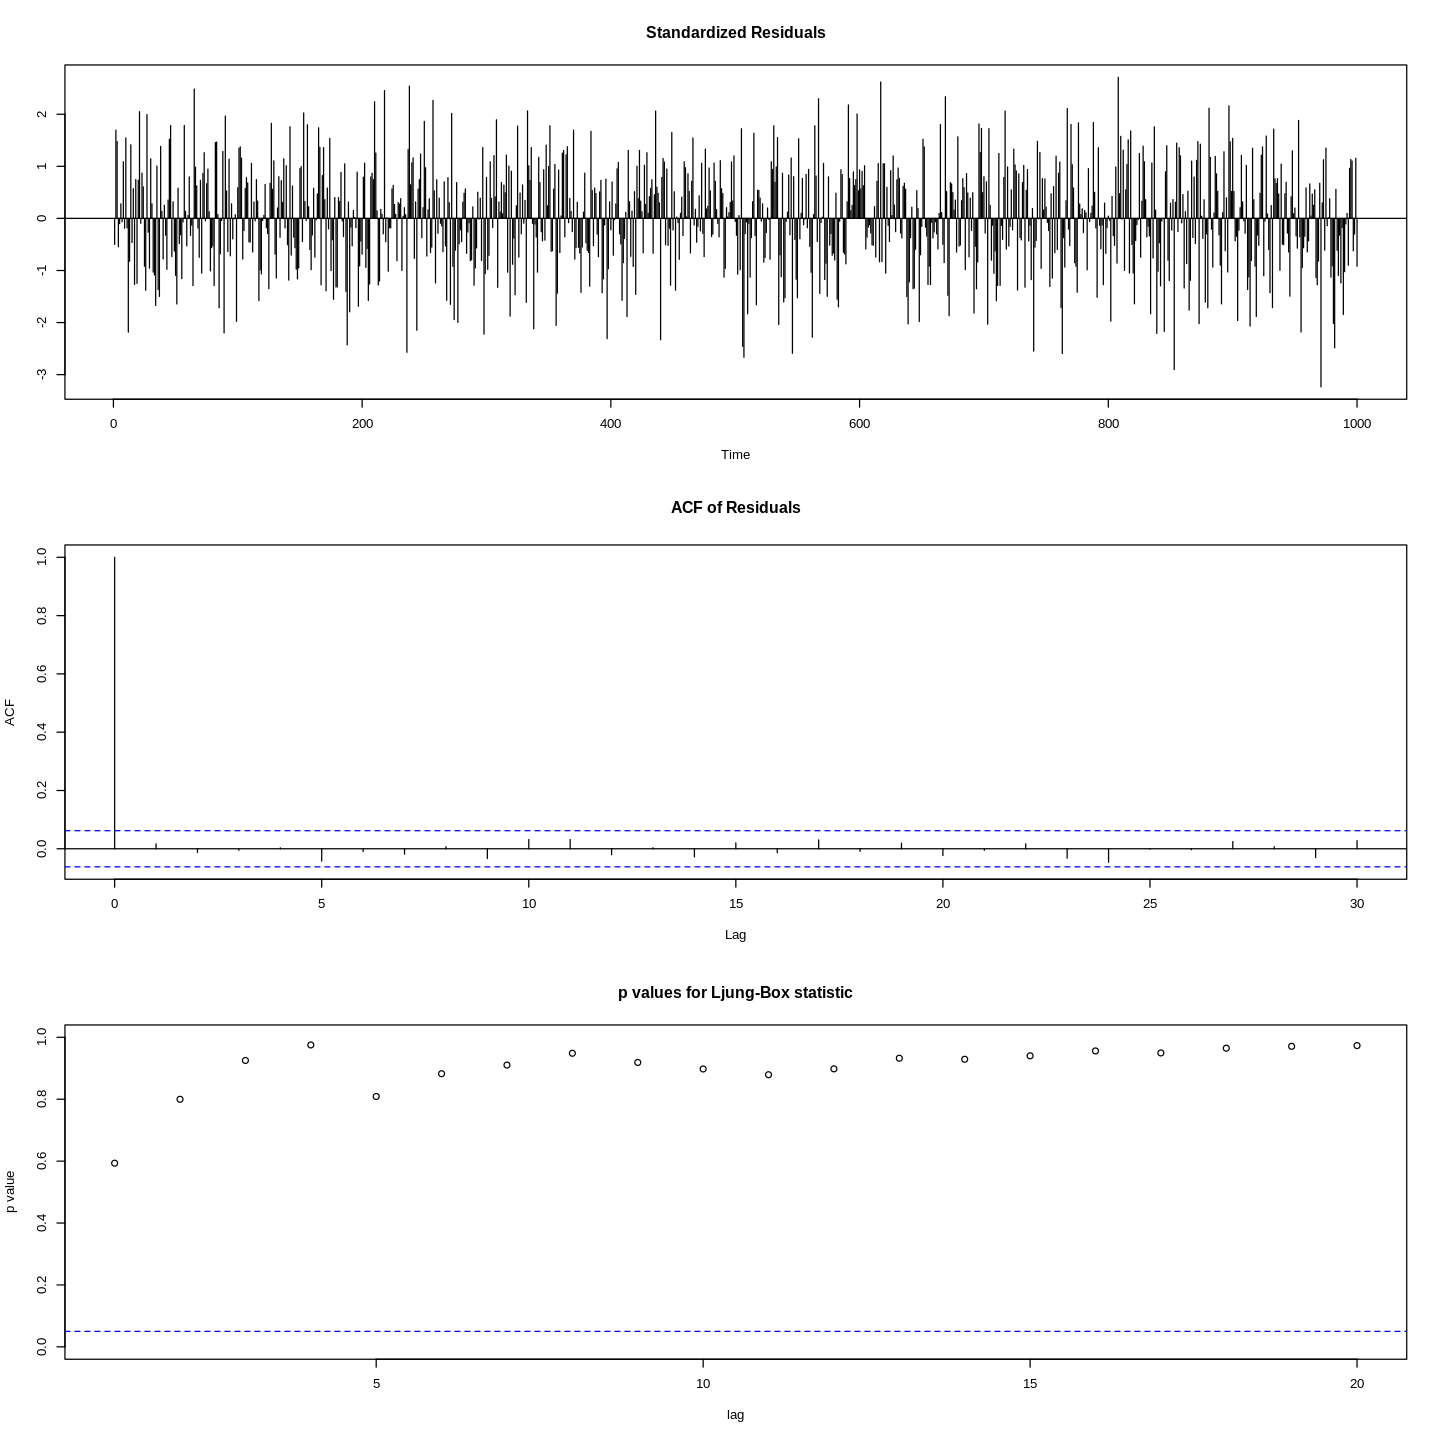 Standardized Residuals
2
1
0
-1
-2
-3
0 200 400 600 800 1000
Time
ACF of Residuals
ACF
1.0
0.8
0.6
0.4
0.2
0.0
0 5 10 15 20 25 30
Lag
p values for Ljung-Box statistic
p value
1.0
0.8
0.6
0.4
0.2
0.0
5 10 15 20
lag